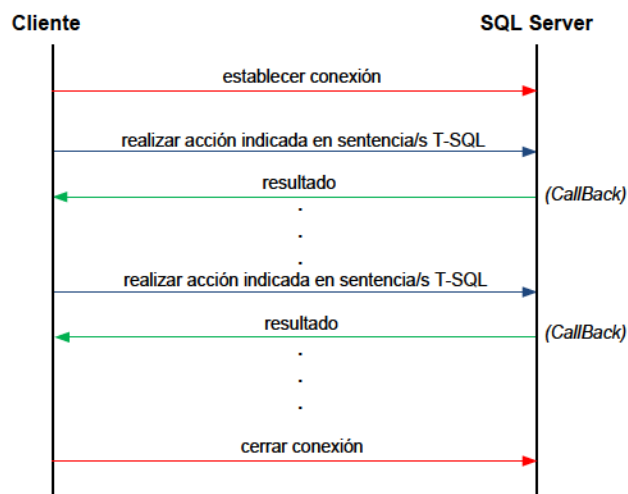 Cliente
SQL Server
establecer conexión
realizar acción indicada en sentencia/s T-SQL
resultado
(CallBack)
.
.
.
realizar acción indicada en sentencia/s T-SQL
resultado
(CallBack)
.
.
.
cerrar conexión